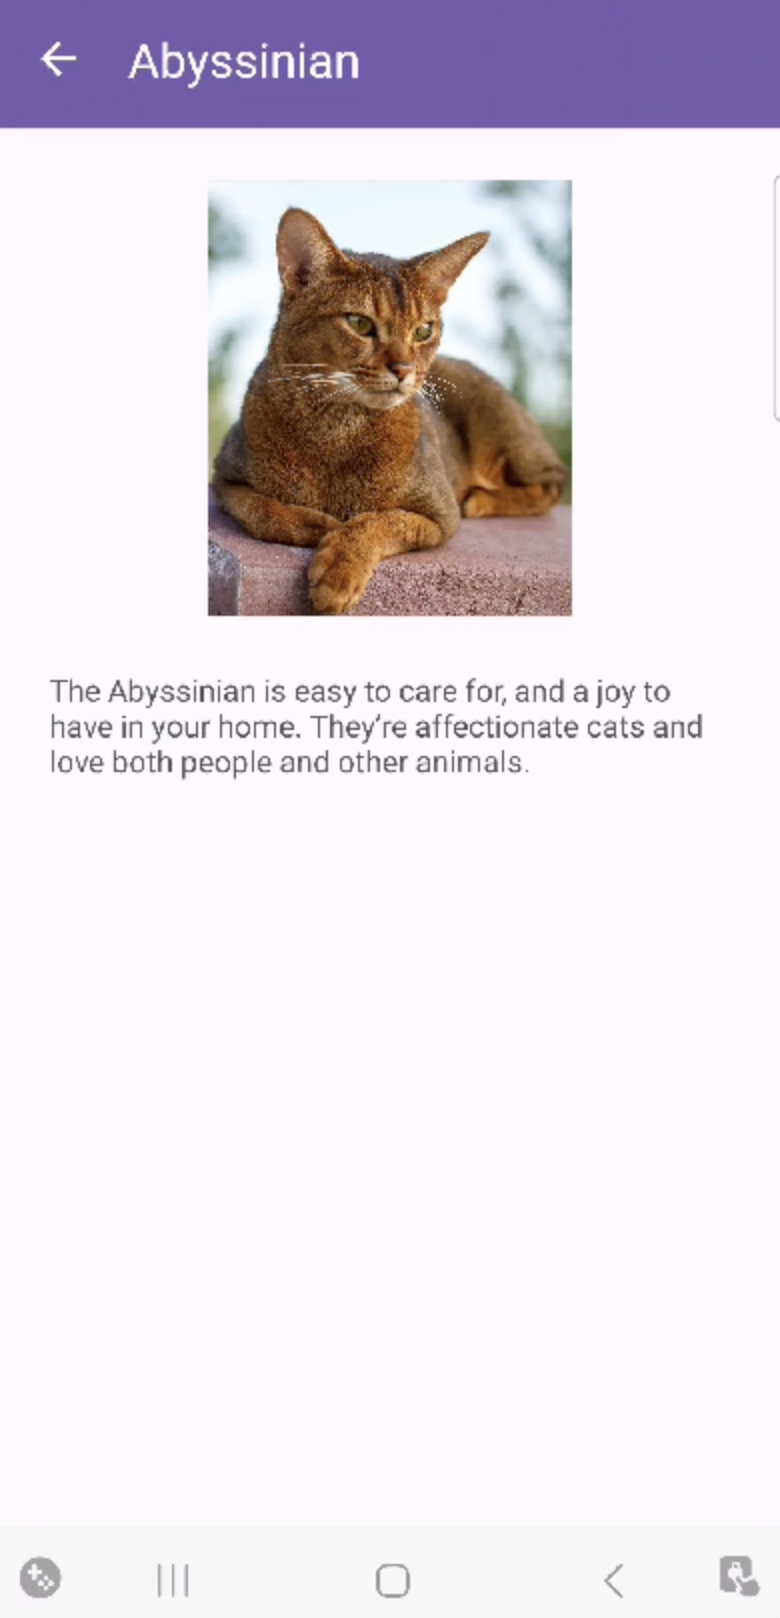 Abyssinian
The Abyssinian is easy to care for, and a joy to
have in your home. They’re affectionate cats and
love both people and other animals.